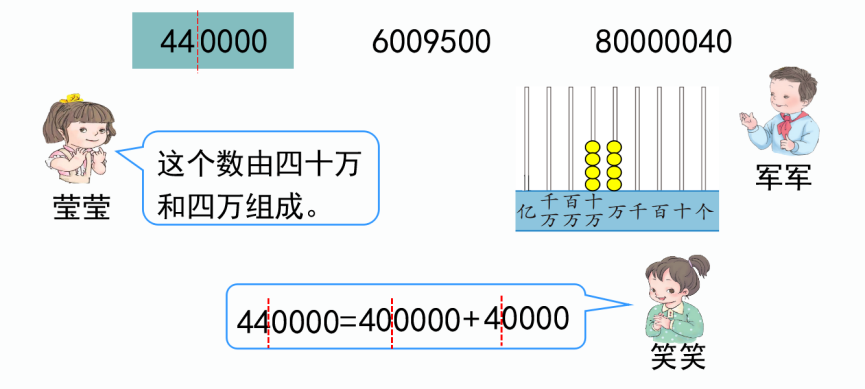 440000 6009500 80000040
这个数由四十万
和四万组成。
莹莹
军军
亿 千万 百万 十万 万 千 百 十 个
440000=400000+40000
笑笑